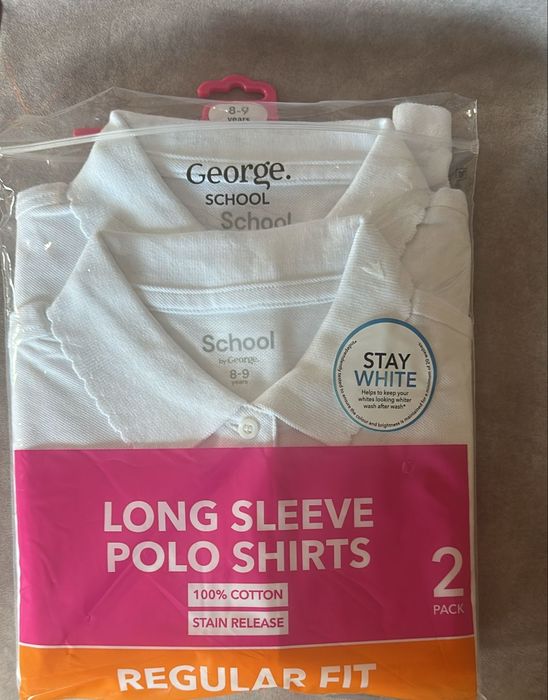 8-9
years
George.
SCHOOL
School
School
by George.
8-9
years
STAY
WHITE
Helps to keep your
whites looking whiter
wash after wash*
LONG SLEEVE
POLO SHIRTS
100% COTTON
STAIN RELEASE
2
PACK
REGULAR FIT